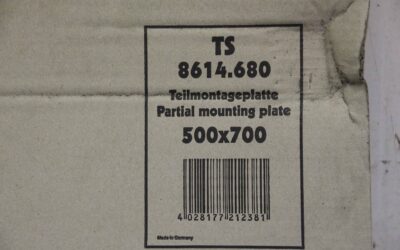 TS
8614.680
Teilmontageplatte
Partial mounting plate
500x700
4 028177 212381
Made in Germany